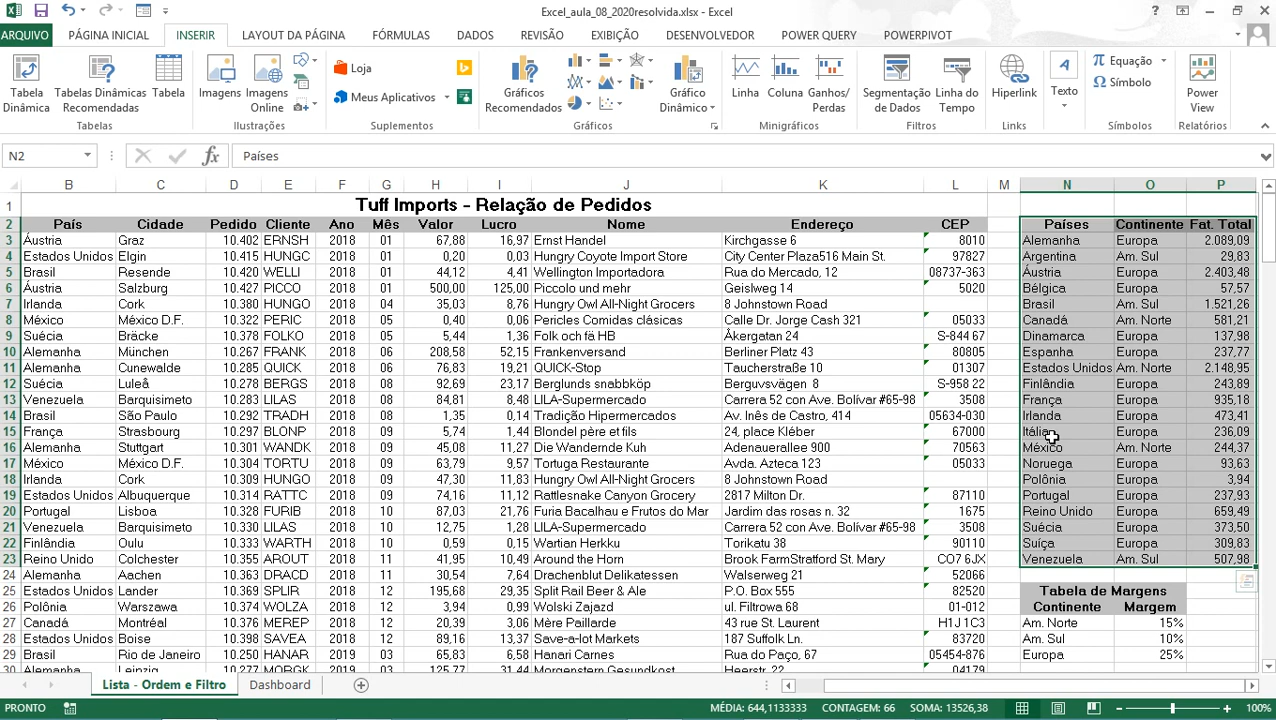 Excel_aula_08_2020resolvida.xlsx - Excel
ARQUIVO PÁGINA INICIAL INSERIR LAYOUT DA PÁGINA FÓRMULAS DADOS REVISÃO EXIBIÇÃO DESENVOLVEDOR POWER QUERY POWERPIVOT
Tabela Dinâmica Tabelas Dinâmicas Recomendadas Tabela Imagens Imagens Online Loja Meus Aplicativos Gráficos Recomendados Gráfico Dinâmico Linha Coluna Ganhos/Perdas Segmentação de Dados Linha do Tempo Hiperlink Texto Equação Símbolo Power View
Tabelas Ilustrações Suplementos Gráficos Minigráficos Filtros Links Símbolos Relatórios
N2 fx Países
B C D E F G H I J K L M N O P
1 Tuff Imports - Relação de Pedidos
2 País Cidade Pedido Cliente Ano Mês Valor Lucro Nome Endereço CEP Países Continente Fat. Total
3 Áustria Graz 10.402 ERNSH 2018 01 67,88 16,97 Ernst Handel Kirchgasse 6 8010 Alemanha Europa 2.089,09
4 Estados Unidos Elgin 10.415 HUNGC 2018 01 0,20 0,03 Hungry Coyote Import Store City Center Plaza516 Main St. 97827 Argentina Am. Sul 29,83
5 Brasil Resende 10.420 WELLI 2018 01 44,12 4,41 Wellington Importadora Rua do Mercado, 12 08737-363 Áustria Europa 2.403,48
6 Áustria Salzburg 10.427 PICCO 2018 01 500,00 125,00 Piccolo und mehr Geislweg 14 5020 Bélgica Europa 57,57
7 Irlanda Cork 10.380 HUNGO 2018 04 35,03 8,76 Hungry Owl All-Night Grocers 8 Johnstown Road Brasil Am. Sul 1.521,26
8 México México D.F. 10.322 PERIC 2018 05 0,40 0,06 Pericles Comidas clásicas Calle Dr. Jorge Cash 321 05033 Canadá Am. Norte 581,21
9 Suécia Bräcke 10.378 FOLKO 2018 05 5,44 1,36 Folk och fä HB Åkergatan 24 S-844 67 Dinamarca Europa 137,98
10 Alemanha München 10.267 FRANK 2018 06 208,58 52,15 Frankenversand Berliner Platz 43 80805 Espanha Europa 237,77
11 Alemanha Cunewalde 10.285 QUICK 2018 06 76,83 19,21 QUICK-Stop Taucherstraße 10 01307 Estados Unidos Am. Norte 2.148,95
12 Suécia Luleå 10.278 BERGS 2018 08 92,69 23,17 Berglunds snabbköp Berguvsvägen 8 S-958 22 Finlândia Europa 243,89
13 Venezuela Barquisimeto 10.283 LILAS 2018 08 84,81 8,48 LILA-Supermercado Carrera 52 con Ave. Bolívar #65-98 3508 França Europa 935,18
14 Brasil São Paulo 10.292 TRADH 2018 08 1,35 0,14 Tradição Hipermercados Av. Inês de Castro, 414 05634-030 Irlanda Europa 473,41
15 França Strasbourg 10.297 BLONP 2018 09 5,74 1,44 Blondel père et fils 24, place Kléber 67000 Itália Europa 236,09
16 Alemanha Stuttgart 10.301 WANDK 2018 09 45,08 11,27 Die Wandernde Kuh Adenauerallee 900 70563 México Am. Norte 244,37
17 México México D.F. 10.304 TORTU 2018 09 63,79 9,57 Tortuga Restaurante Avda. Azteca 123 05033 Noruega Europa 93,63
18 Irlanda Cork 10.309 HUNGO 2018 09 47,30 11,83 Hungry Owl All-Night Grocers 8 Johnstown Road Polônia Europa 3,94
19 Estados Unidos Albuquerque 10.314 RATTC 2018 09 74,16 11,12 Rattlesnake Canyon Grocery 2817 Milton Dr. 87110 Portugal Europa 237,93
20 Portugal Lisboa 10.328 FURIB 2018 10 87,03 21,76 Furia Bacalhau e Frutos do Mar Jardim das rosas n. 32 1675 Reino Unido Europa 659,49
21 Venezuela Barquisimeto 10.330 LILAS 2018 10 12,75 1,28 LILA-Supermercado Carrera 52 con Ave. Bolívar #65-98 3508 Suécia Europa 373,50
22 Finlândia Oulu 10.333 WARTH 2018 10 0,59 0,15 Wartian Herkku Torikatu 38 90110 Suíça Europa 309,83
23 Reino Unido Colchester 10.355 AROUT 2018 10 41,95 10,49 Around the Horn Brook FarmStratford St. Mary CO7 6JX Venezuela Am. Sul 507,98
24 Alemanha Aachen 10.363 DRACD 2018 11 30,54 7,64 Drachenblut Delikatessen Walserweg 21 52066
25 Estados Unidos Lander 10.369 SPLIR 2018 12 195,68 29,35 Split Rail Beer & Ale P.O. Box 555 82520 Tabela de Margens
26 Polônia Warszawa 10.374 WOLZA 2018 12 3,94 0,99 Wolski Zajazd ul. Filtrowa 68 01-012 Continente Margem
27 Canadá Montréal 10.376 MEREP 2018 12 20,39 3,06 Mère Paillarde 43 rue St. Laurent H1J 1C3 Am. Norte 15%
28 Estados Unidos Boise 10.398 SAVEA 2018 12 89,16 13,37 Save-a-lot Markets 187 Suffolk Ln. 83720 Am. Sul 10%
29 Brasil Rio de Janeiro 10.250 HANAR 2019 03 65,83 6,58 Hanari Carnes Rua do Paço, 67 05454-876 Europa 25%
30 Alemanha Leipzig 10.277 MORGK 2019 03 125,77 31,44 Morgenstern Gesundkost Heerstr. 22 04179
Lista - Ordem e Filtro Dashboard
PRONTO MÉDIA: 644,1133333 CONTAGEM: 66 SOMA: 13526,38 100%